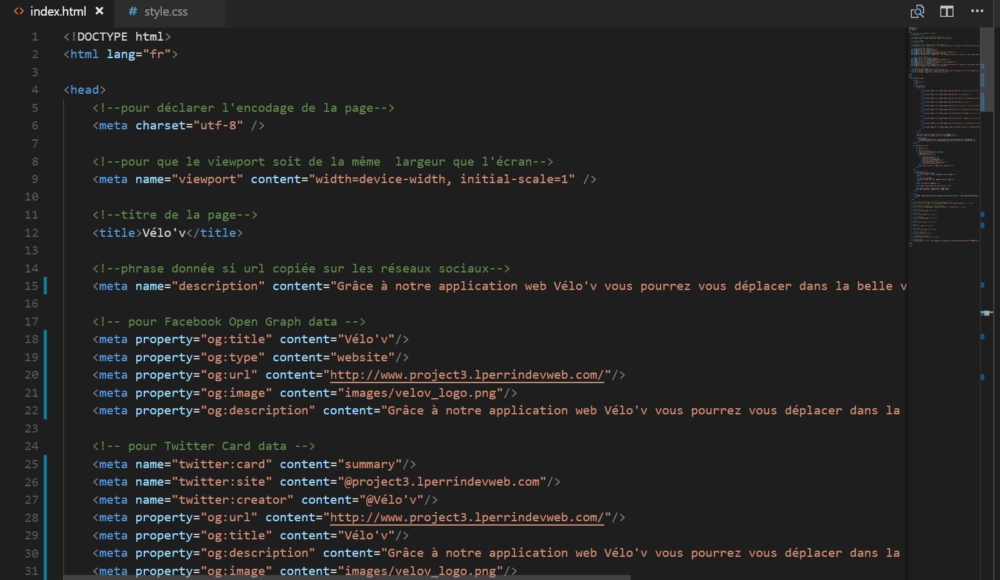 index.html
style.css
1 <!DOCTYPE html>
2 <html lang="fr">
3
4 <head>
5 <!--pour déclarer l'encodage de la page-->
6 <meta charset="utf-8" />
7
8 <!--pour que le viewport soit de la même  largeur que l'écran-->
9 <meta name="viewport" content="width=device-width, initial-scale=1" />
10
11 <!--titre de la page-->
12 <title>Vélo'v</title>
13
14 <!--phrase donnée si url copiée sur les réseaux sociaux-->
15 <meta name="description" content="Grâce à notre application web Vélo'v vous pourrez vous déplacer dans la belle v
16
17 <!-- pour Facebook Open Graph data -->
18 <meta property="og:title" content="Vélo'v"/>
19 <meta property="og:type" content="website"/>
20 <meta property="og:url" content="http://www.project3.lperrindevweb.com/"/>
21 <meta property="og:image" content="images/velov_logo.png"/>
22 <meta property="og:description" content="Grâce à notre application web Vélo'v vous pourrez vous déplacer dans la
23
24 <!-- pour Twitter Card data -->
25 <meta name="twitter:card" content="summary"/>
26 <meta name="twitter:site" content="@project3.lperrindevweb.com"/>
27 <meta name="twitter:creator" content="@Vélo'v"/>
28 <meta property="og:url" content="http://www.project3.lperrindevweb.com/"/>
29 <meta property="og:title" content="Vélo'v"/>
30 <meta property="og:description" content="Grâce à notre application web Vélo'v vous pourrez vous déplacer dans la
31 <meta property="og:image" content="images/velov_logo.png"/>